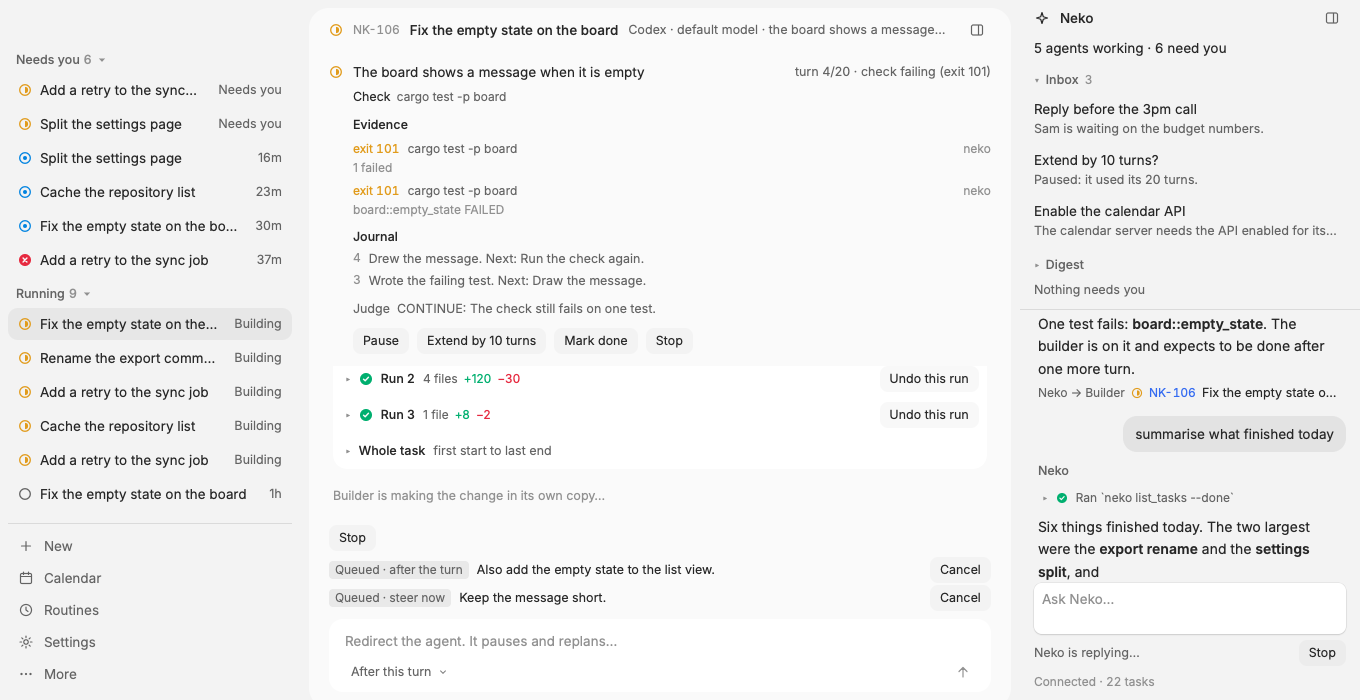 Needs you 6
Add a retry to the sync... Needs you
Split the settings page Needs you
Split the settings page 16m
Cache the repository list 23m
Fix the empty state on the bo... 30m
Add a retry to the sync job 37m
Running 9
Fix the empty state on the... Building
Rename the export comm... Building
Add a retry to the sync job Building
Cache the repository list Building
Add a retry to the sync job Building
Fix the empty state on the board 1h
New
Calendar
Routines
Settings
More
NK-106 Fix the empty state on the board Codex · default model · the board shows a message...
The board shows a message when it is empty turn 4/20 · check failing (exit 101)
Check cargo test -p board
Evidence
exit 101 cargo test -p board neko
1 failed
exit 101 cargo test -p board neko
board::empty_state FAILED
Journal
4 Drew the message. Next: Run the check again.
3 Wrote the failing test. Next: Draw the message.
Judge CONTINUE: The check still fails on one test.
Pause Extend by 10 turns Mark done Stop
Run 2 4 files +120 −30 Undo this run
Run 3 1 file +8 −2 Undo this run
Whole task first start to last end
Builder is making the change in its own copy...
Stop
Queued · after the turn Also add the empty state to the list view. Cancel
Queued · steer now Keep the message short. Cancel
Redirect the agent. It pauses and replans...
After this turn
Neko
5 agents working · 6 need you
Inbox 3
Reply before the 3pm call
Sam is waiting on the budget numbers.
Extend by 10 turns?
Paused: it used its 20 turns.
Enable the calendar API
The calendar server needs the API enabled for its...
Digest
Nothing needs you
One test fails: board::empty_state. The
builder is on it and expects to be done after
one more turn.
Neko → Builder NK-106 Fix the empty state o...
summarise what finished today
Neko
Ran `neko list_tasks --done`
Six things finished today. The two largest
were the export rename and the settings
split, and
Ask Neko...
Neko is replying... Stop
Connected · 22 tasks